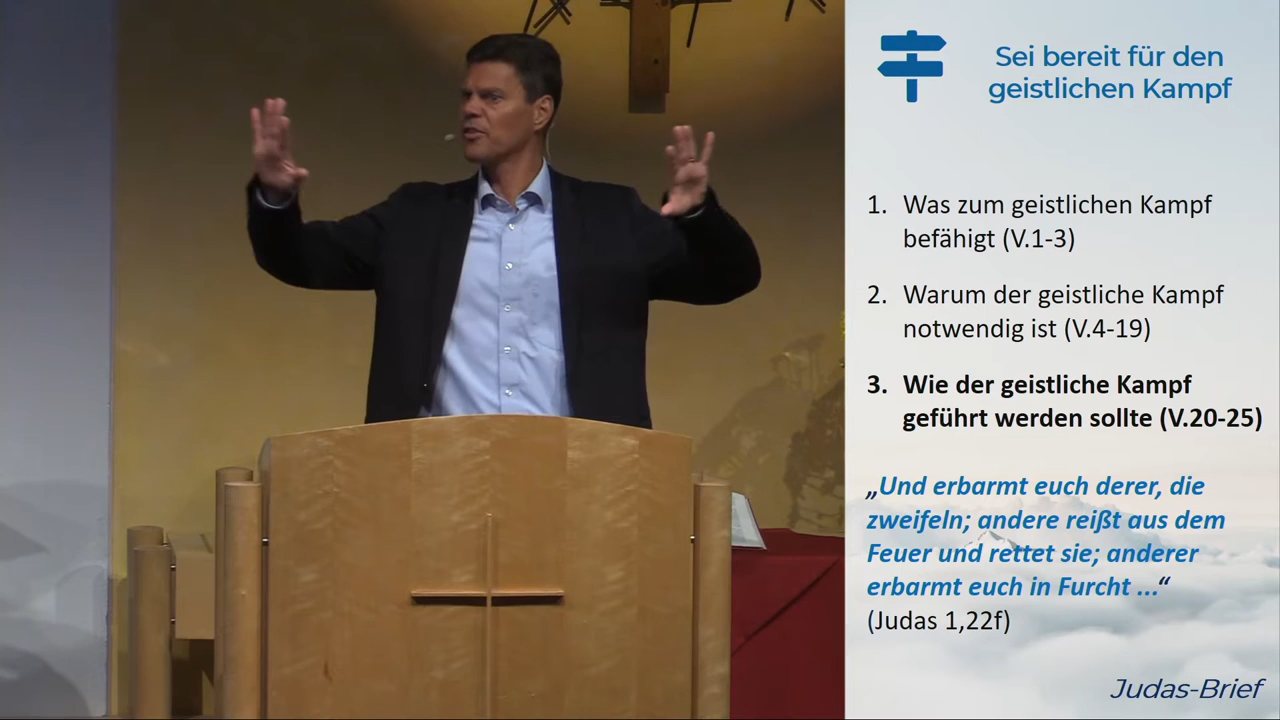 Sei bereit für den
geistlichen Kampf
1. Was zum geistlichen Kampf
befähigt (V.1-3)
2. Warum der geistliche Kampf
notwendig ist (V.4-19)
3. Wie der geistliche Kampf
geführt werden sollte (V.20-25)
„Und erbarmt euch derer, die
zweifeln; andere reißt aus dem
Feuer und rettet sie; anderer
erbarmt euch in Furcht ...“
(Judas 1,22f)
Judas-Brief